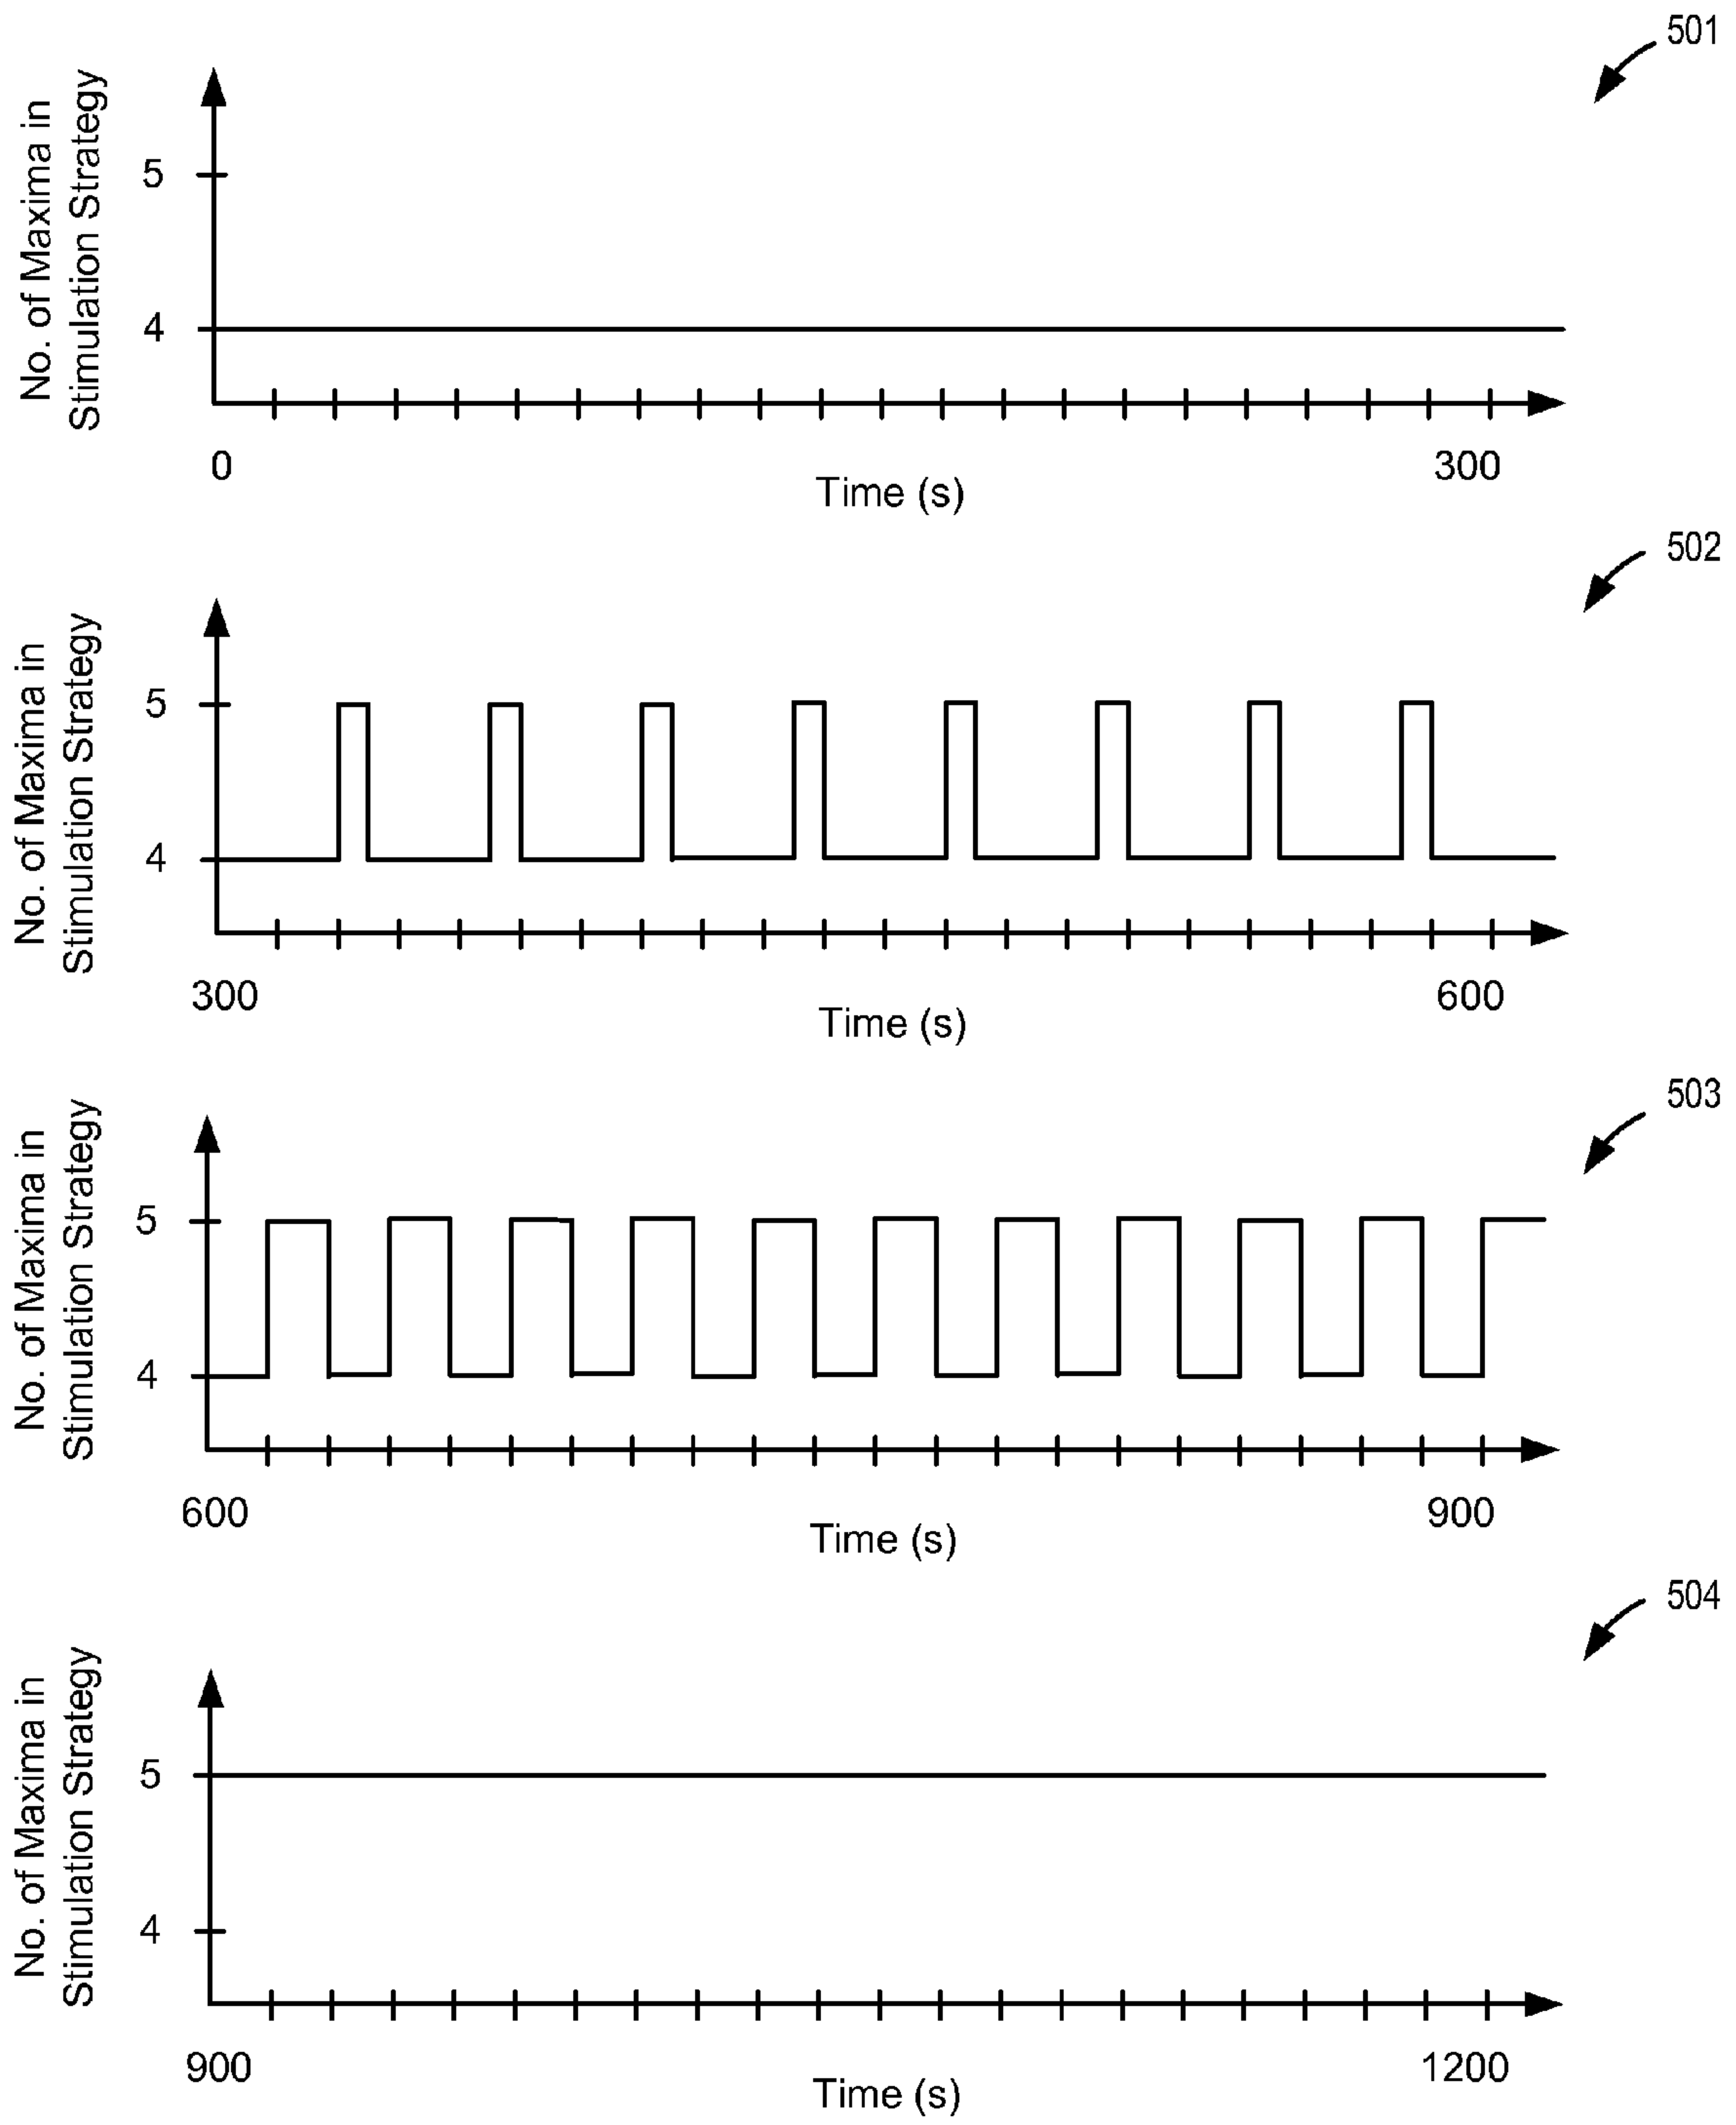 501
No. of Maxima in
Stimulation Strategy
5
4
0
300
Time (s)
502
No. of Maxima in
Stimulation Strategy
5
4
300
600
Time (s)
503
No. of Maxima in
Stimulation Strategy
5
4
600
900
Time (s)
504
No. of Maxima in
Stimulation Strategy
5
4
900
1200
Time (s)